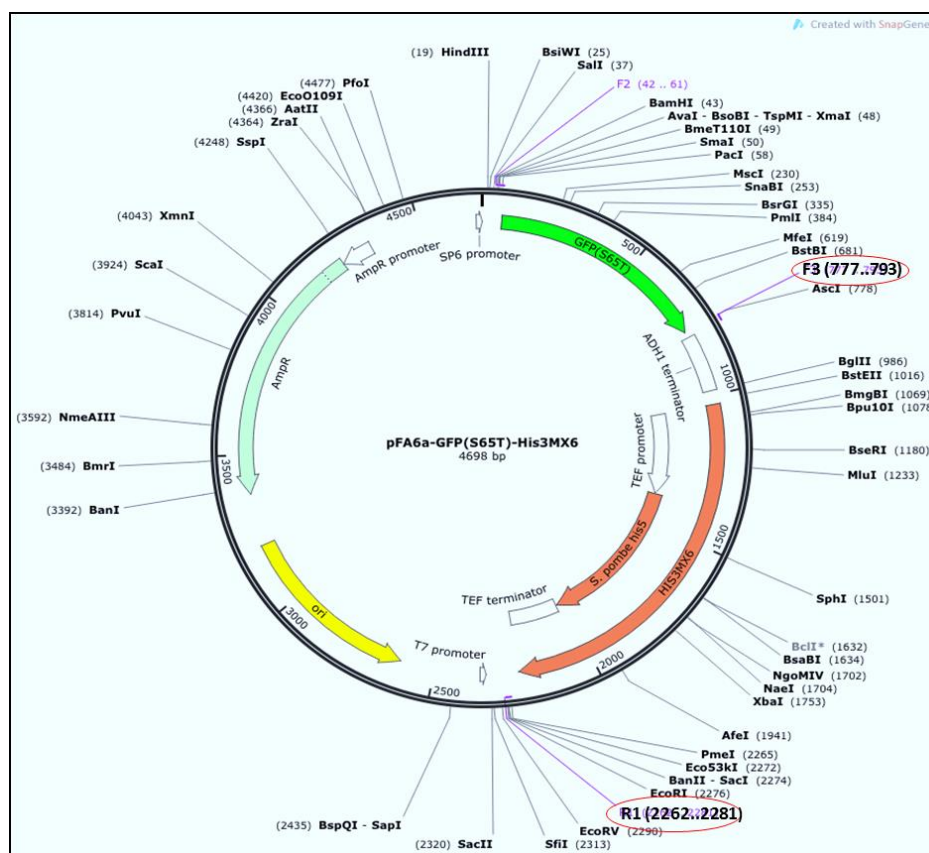 Created with SnapGene
(19) HindIII
BsiWI (25)
SalI (37)
F2 (42 .. 61)
BamHI (43)
AvaI - BsoBI - TspMI - XmaI (48)
BmeT110I (49)
SmaI (50)
PacI (58)
MscI (230)
SnaBI (253)
BsrGI (335)
PmlI (384)
MfeI (619)
BstBI (681)
F3 (777..793)
AscI (778)
BglII (986)
BstEII (1016)
BmgBI (1069)
Bpu10I (1078)
BseRI (1180)
MluI (1233)
SphI (1501)
BclI* (1632)
BsaBI (1634)
NgoMIV (1702)
NaeI (1704)
XbaI (1753)
AfeI (1941)
PmeI (2265)
Eco53kI (2272)
BanII - SacI (2274)
EcoRI (2276)
R1 (2262..2281)
EcoRV (2290)
SfiI (2313)
(2320) SacII
(2435) BspQI - SapI
(3392) BanI
(3484) BmrI
(3592) NmeAIII
(3814) PvuI
(3924) ScaI
(4043) XmnI
(4248) SspI
(4364) ZraI
(4366) AatII
(4420) EcoO109I
(4477) PfoI
500
1000
1500
2000
2500
3000
3500
4000
4500
SP6 promoter
GFP(S65T)
ADH1 terminator
TEF promoter
S. pombe his5
HIS3MX6
TEF terminator
T7 promoter
ori
AmpR
AmpR promoter
pFA6a-GFP(S65T)-His3MX6
4698 bp